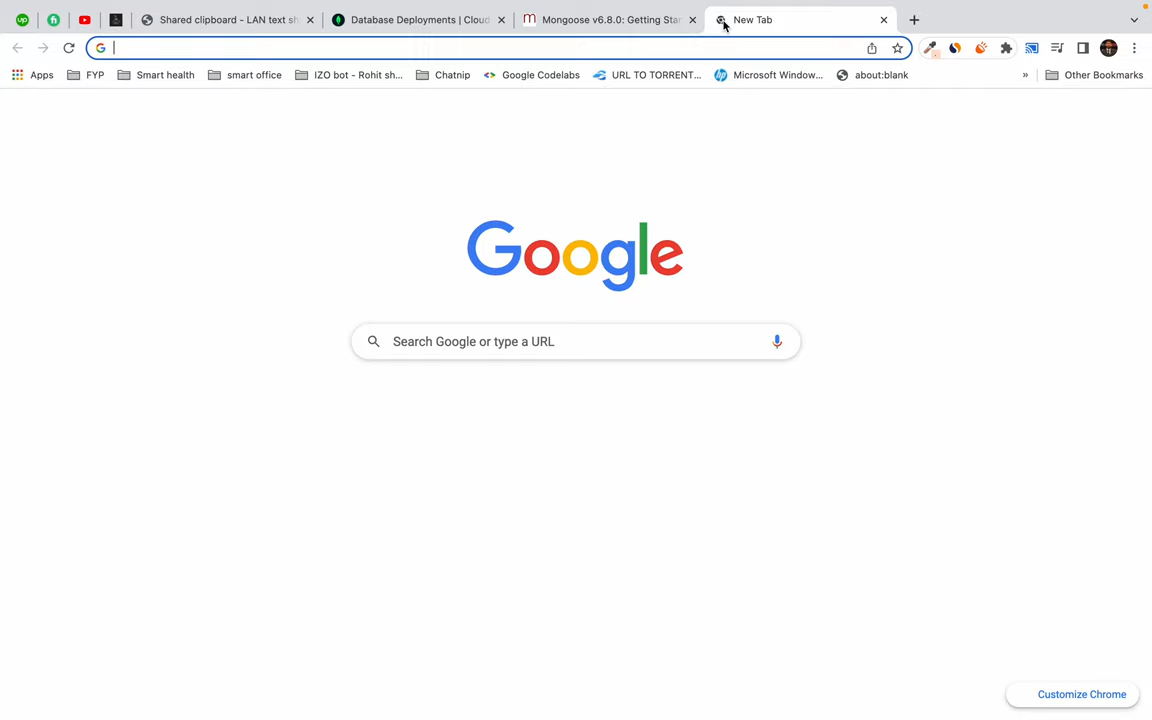 up
Shared clipboard - LAN text sh
Database Deployments | Cloud
Mongoose v6.8.0: Getting Star
New Tab
Apps
FYP
Smart health
smart office
IZO bot - Rohit sh...
Chatnip
Google Codelabs
URL TO TORRENT...
Microsoft Window...
about:blank
»
Other Bookmarks
Google
Search Google or type a URL
Customize Chrome